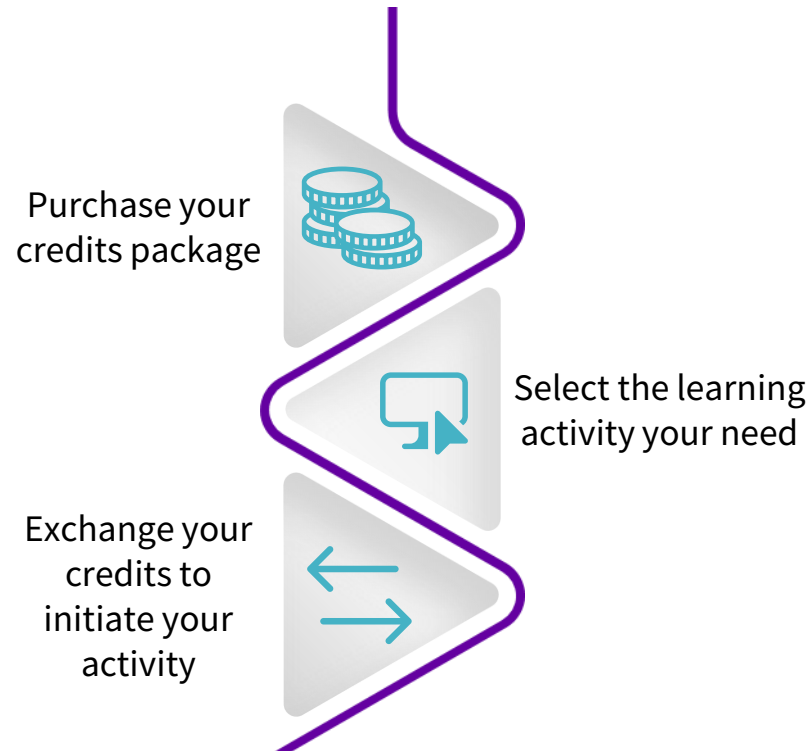 Purchase your
credits package
Select the learning
activity your need
Exchange your
credits to
initiate your
activity